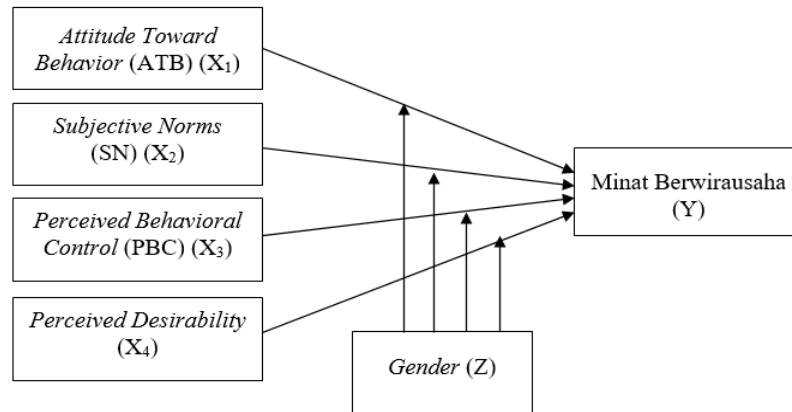 Attitude Toward
Behavior (ATB) (X₁)
Subjective Norms
(SN) (X₂)
Perceived Behavioral
Control (PBC) (X₃)
Perceived Desirability
(X₄)
Minat Berwirausaha
(Y)
Gender (Z)